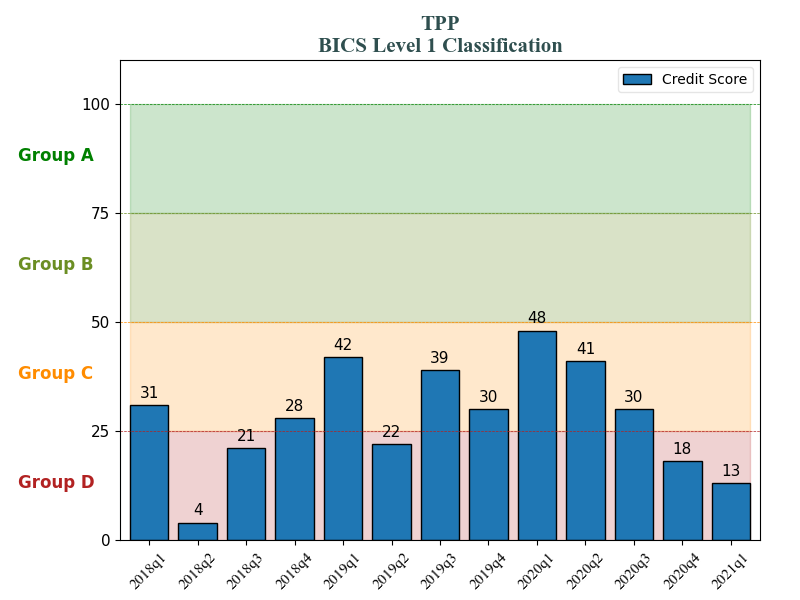 TPP
BICS Level 1 Classification
Credit Score
100
Group A
75
Group B
50
48
42
41
39
Group C
31
30
30
28
25
22
21
18
Group D
13
4
0
2018q1 2018q2 2018q3 2018q4 2019q1 2019q2 2019q3 2019q4 2020q1 2020q2 2020q3 2020q4 2021q1